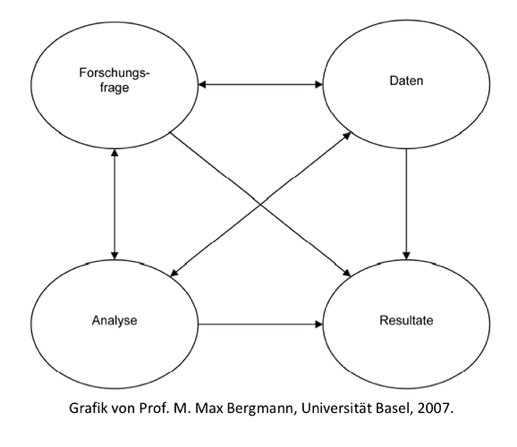 Forschungs-
frage
Daten
Analyse
Resultate
Grafik von Prof. M. Max Bergmann, Universität Basel, 2007.